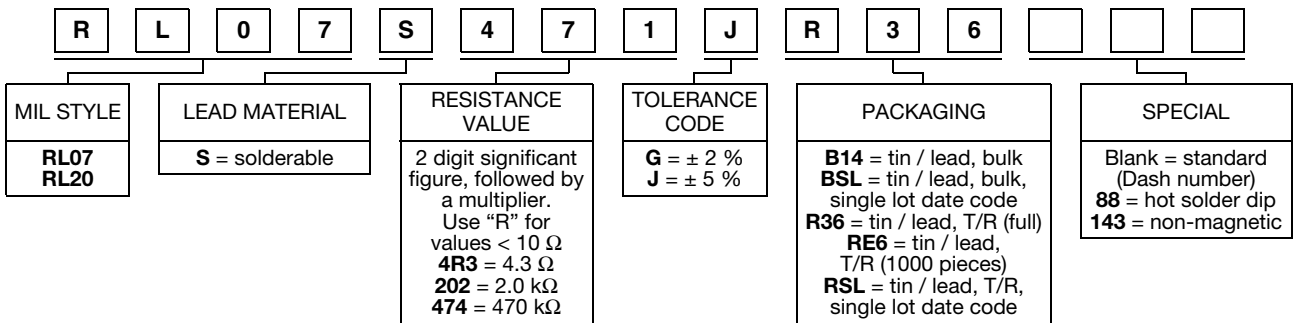 R L 0 7 S 4 7 1 J R 3 6
MIL STYLE
RL07
RL20
LEAD MATERIAL
S = solderable
RESISTANCE
VALUE
2 digit significant
figure, followed by
a multiplier.
Use “R” for
values < 10 Ω
4R3 = 4.3 Ω
202 = 2.0 kΩ
474 = 470 kΩ
TOLERANCE
CODE
G = ± 2 %
J = ± 5 %
PACKAGING
B14 = tin / lead, bulk
BSL = tin / lead, bulk,
single lot date code
R36 = tin / lead, T/R (full)
RE6 = tin / lead,
T/R (1000 pieces)
RSL = tin / lead, T/R,
single lot date code
SPECIAL
Blank = standard
(Dash number)
88 = hot solder dip
143 = non-magnetic